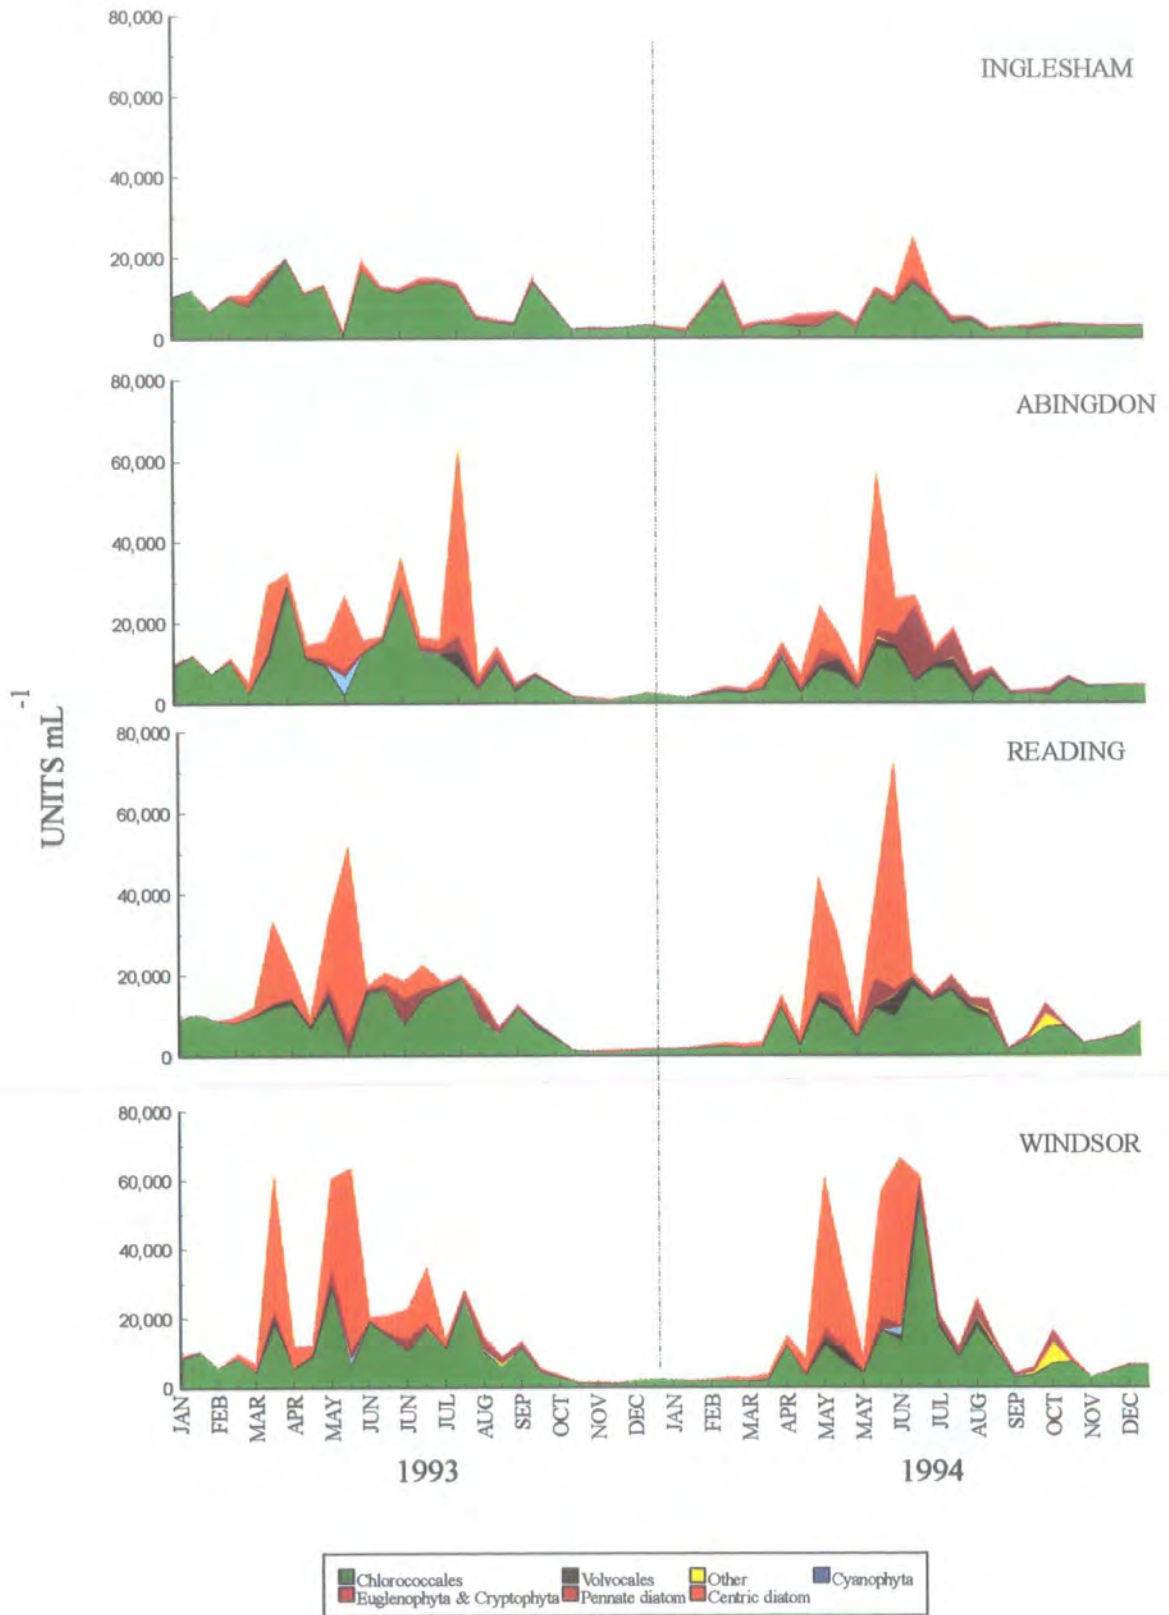 80,000
60,000
40,000
20,000
0
INGLESHAM
80,000
60,000
40,000
20,000
0
ABINGDON
UNITS mL⁻¹
80,000
60,000
40,000
20,000
0
READING
80,000
60,000
40,000
20,000
0
WINDSOR
JAN FEB MAR APR MAY JUN JUN JUL AUG SEP OCT NOV DEC JAN FEB MAR APR MAY MAY JUN JUL AUG SEP OCT NOV DEC
1993 1994
Chlorococcales Volvocales Other Cyanophyta
Euglenophyta & Cryptophyta Pennate diatom Centric diatom